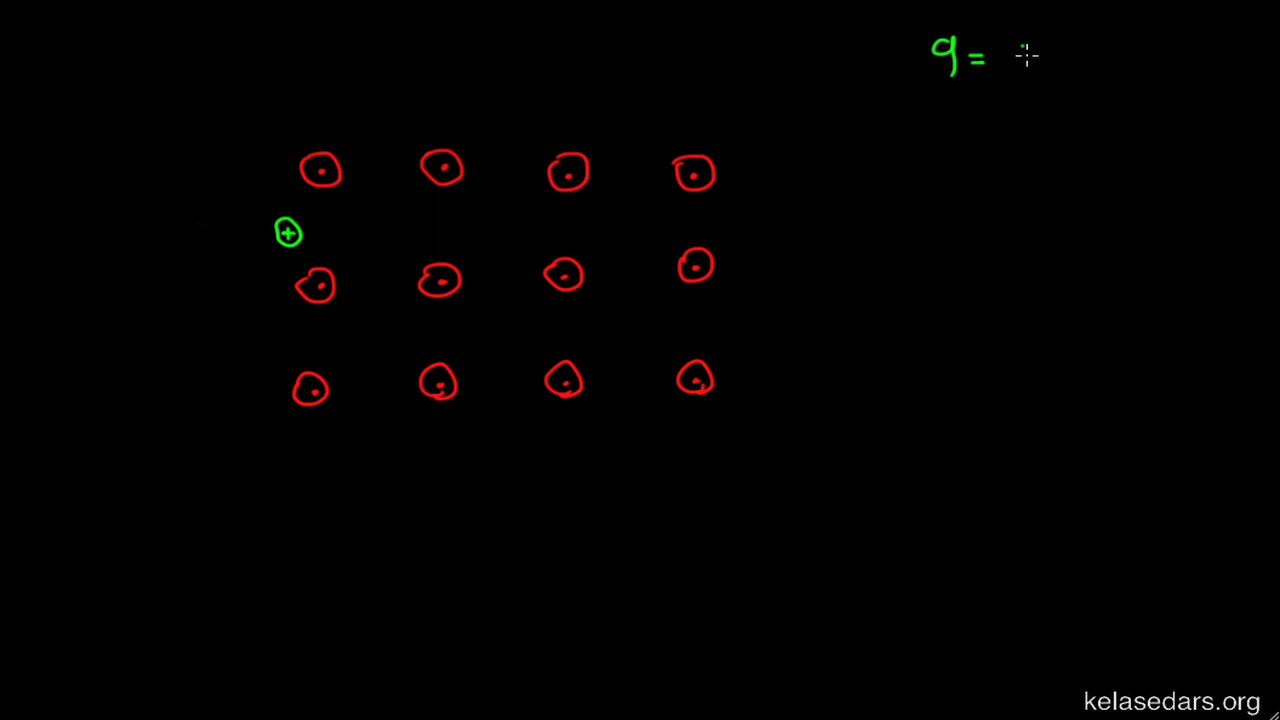 q =
+
kelasedars.org